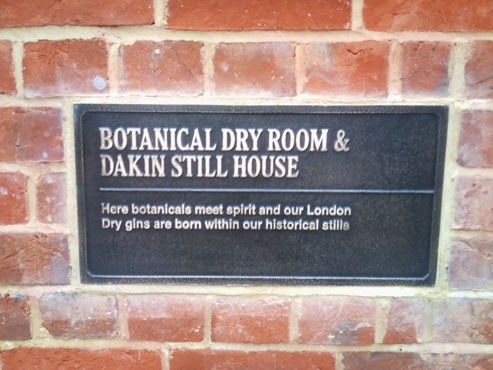 BOTANICAL DRY ROOM &
DAKIN STILL HOUSE
Here botanicals meet spirit and our London
Dry gins are born within our historical stills